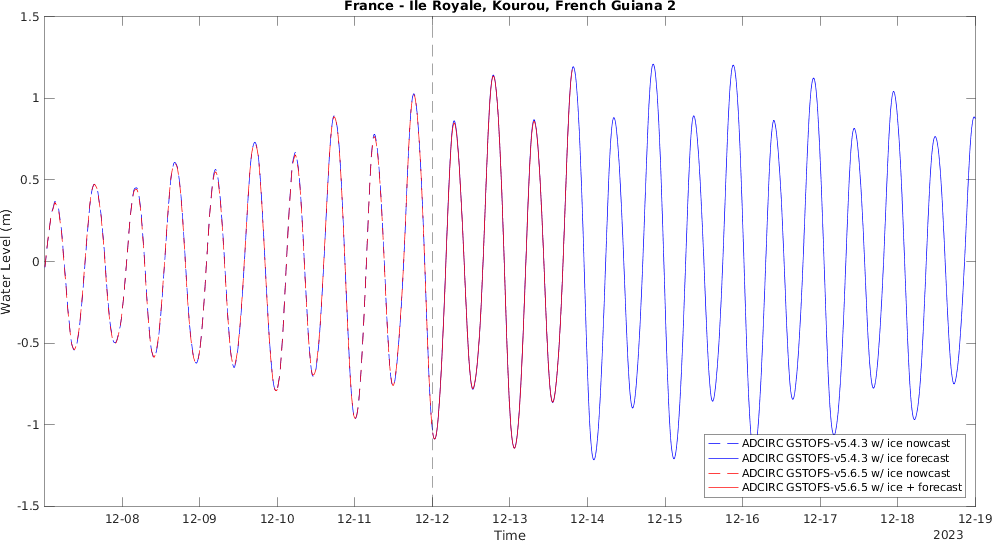 France - Ile Royale, Kourou, French Guiana 2
1.5
1
0.5
0
-0.5
-1
-1.5
Water Level (m)
ADCIRC GSTOFS-v5.4.3 w/ ice nowcast
ADCIRC GSTOFS-v5.4.3 w/ ice forecast
ADCIRC GSTOFS-v5.6.5 w/ ice nowcast
ADCIRC GSTOFS-v5.6.5 w/ ice + forecast
12-08 12-09 12-10 12-11 12-12 12-13 12-14 12-15 12-16 12-17 12-18 12-19
Time
2023